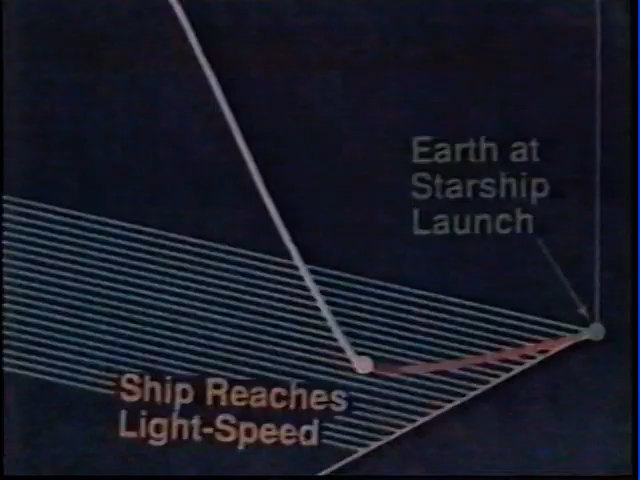 Earth at
Starship
Launch
Ship Reaches
Light-Speed